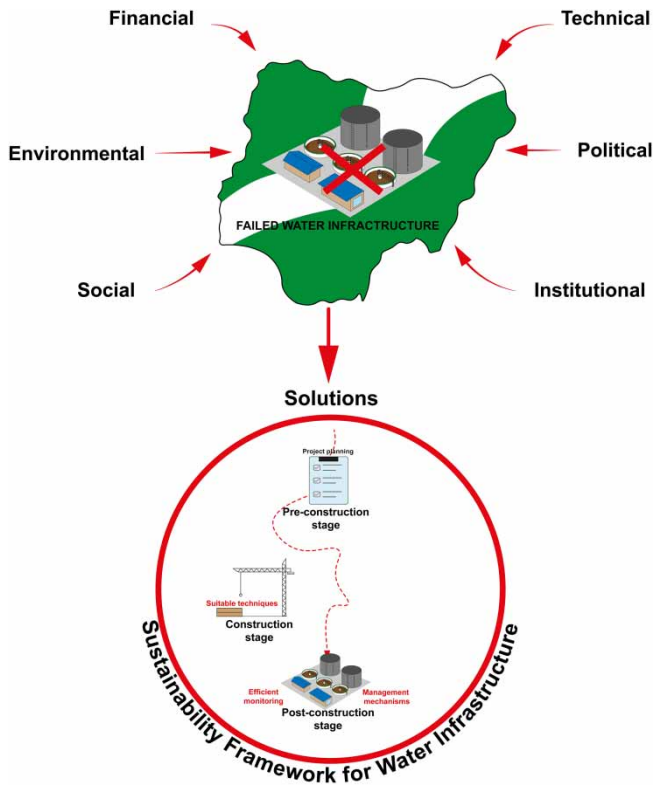 Financial
Technical
Environmental
Political
FAILED WATER INFRACTRUCTURE
Social
Institutional
Solutions
Project planning
Pre-construction
stage
Suitable techniques
Construction
stage
Efficient
monitoring
Management
mechanisms
Post-construction
stage
Sustainability Framework for Water Infrastructure